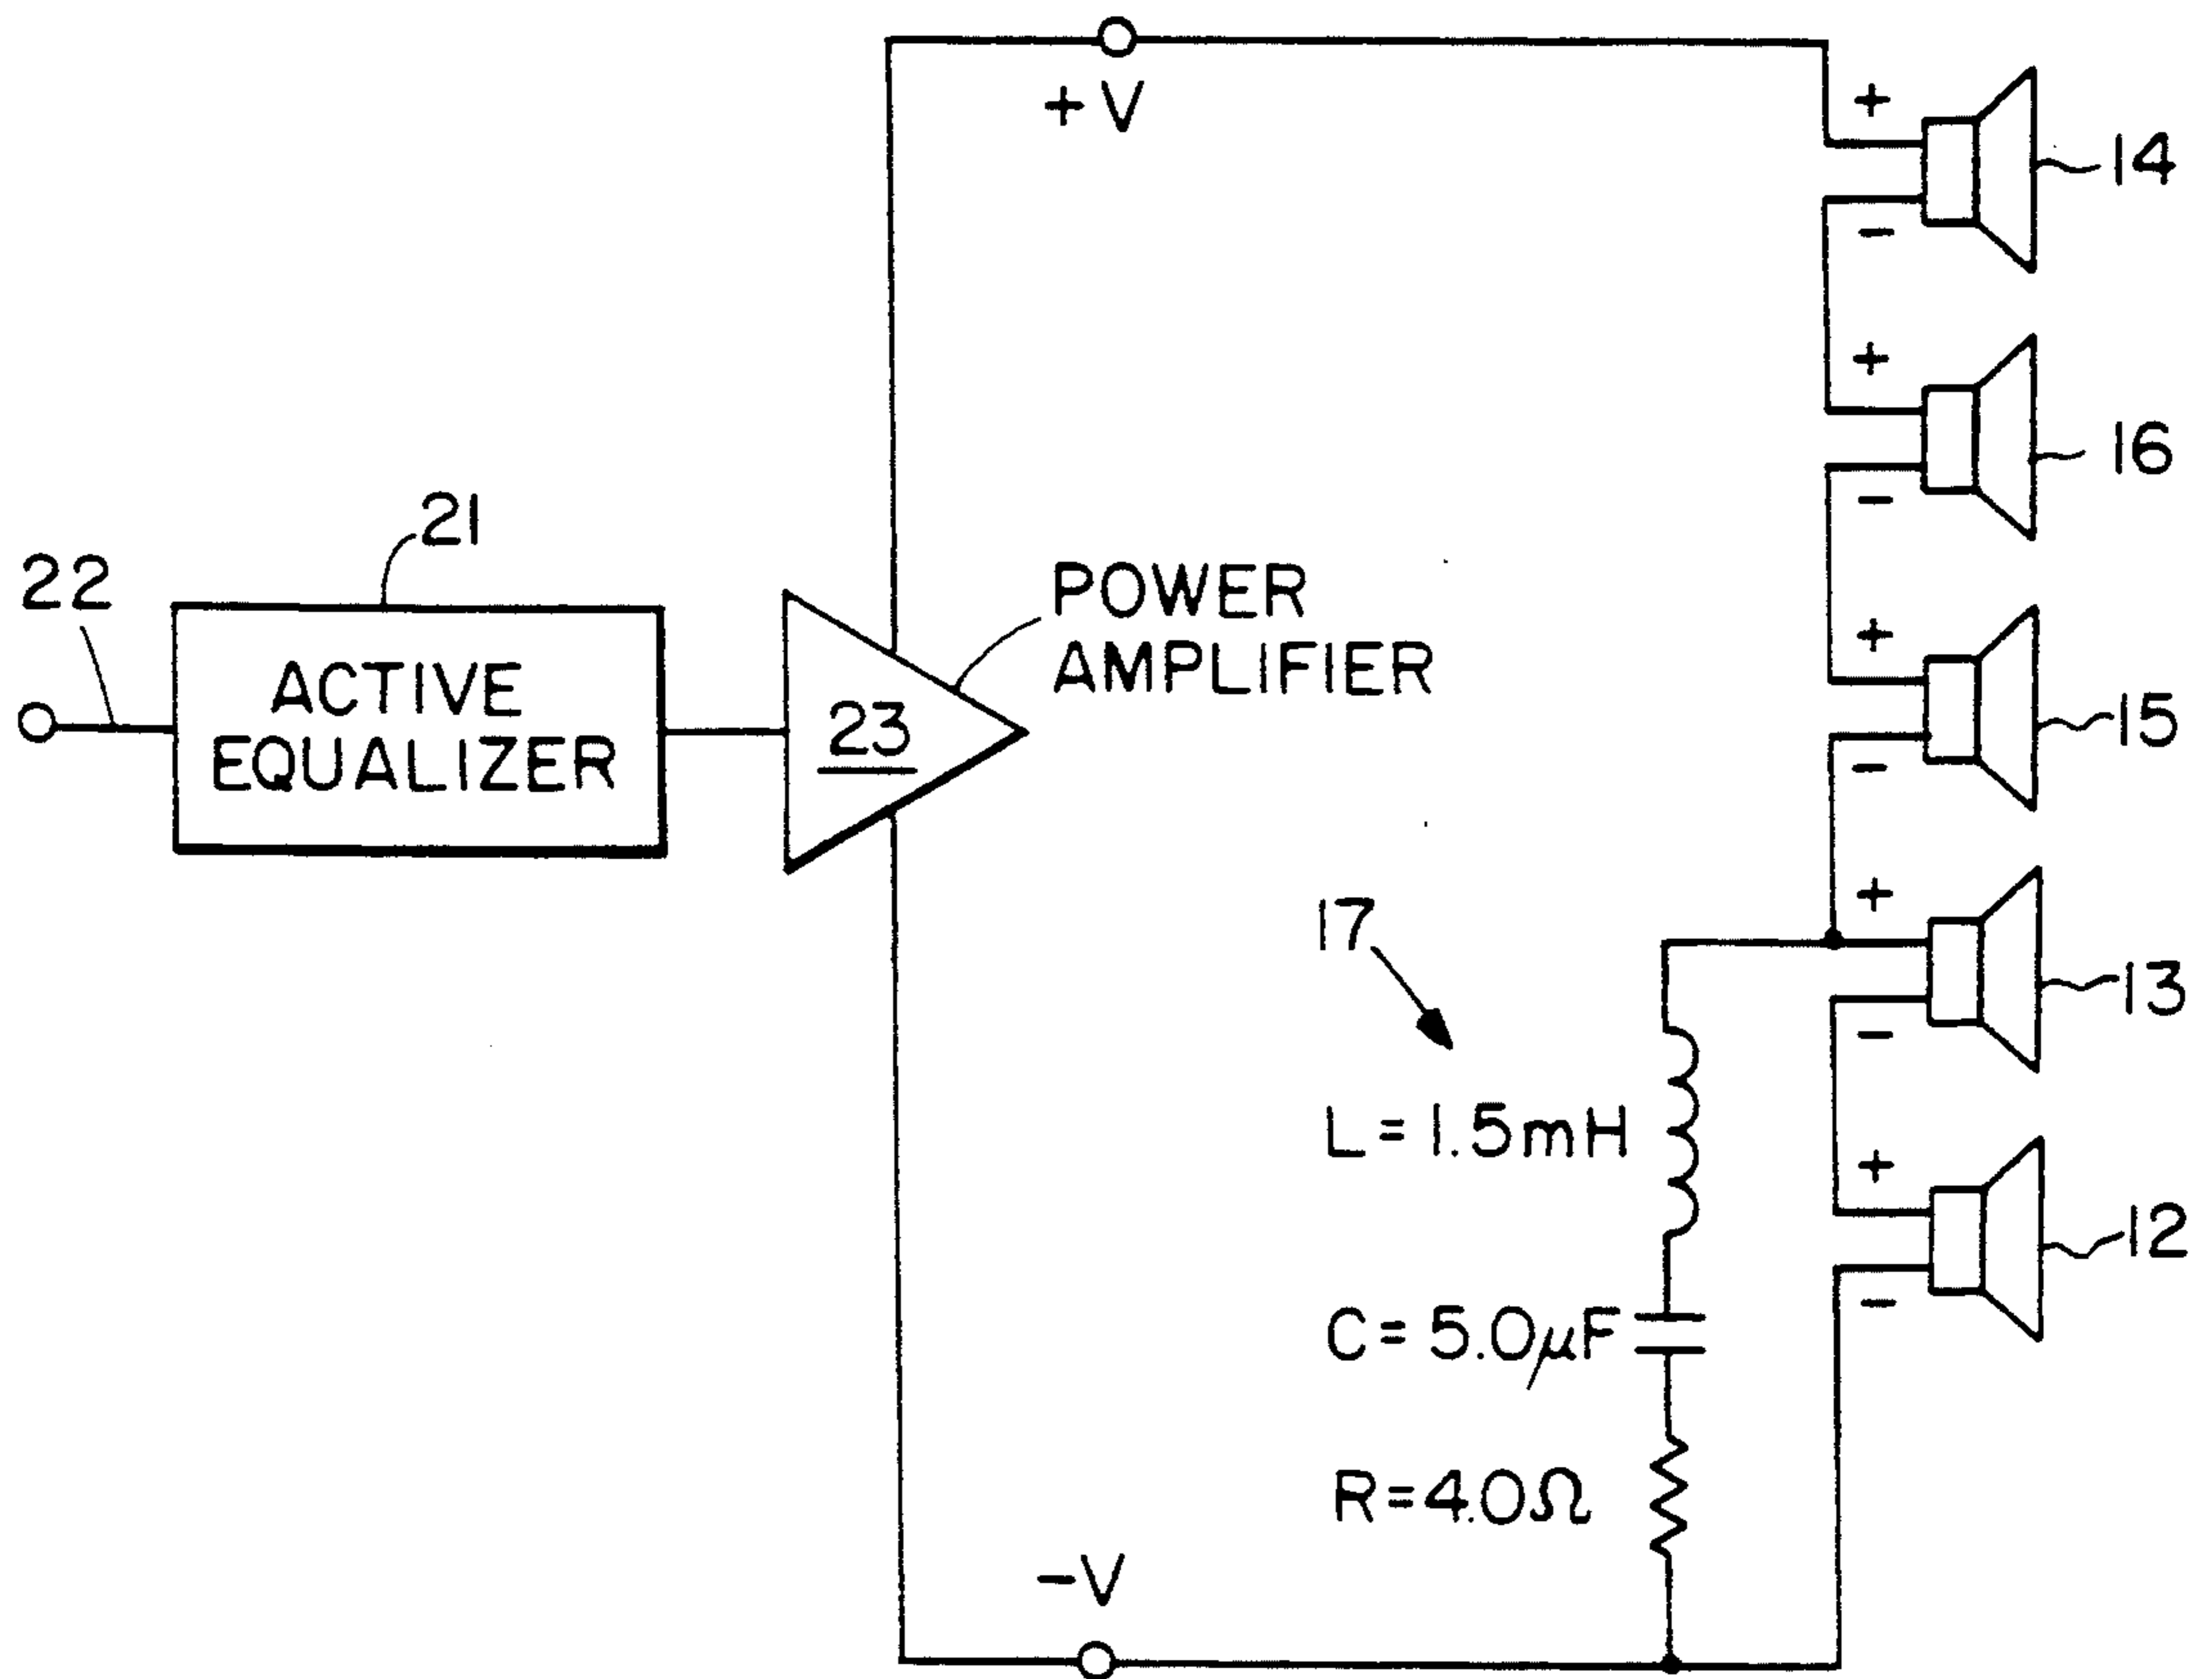 +V
+
14
-
+
16
-
21
22
POWER
AMPLIFIER
ACTIVE
EQUALIZER
23
+
15
-
17
+
13
-
L=1.5mH
+
12
-
C=5.0μF
R=4.0Ω
-V